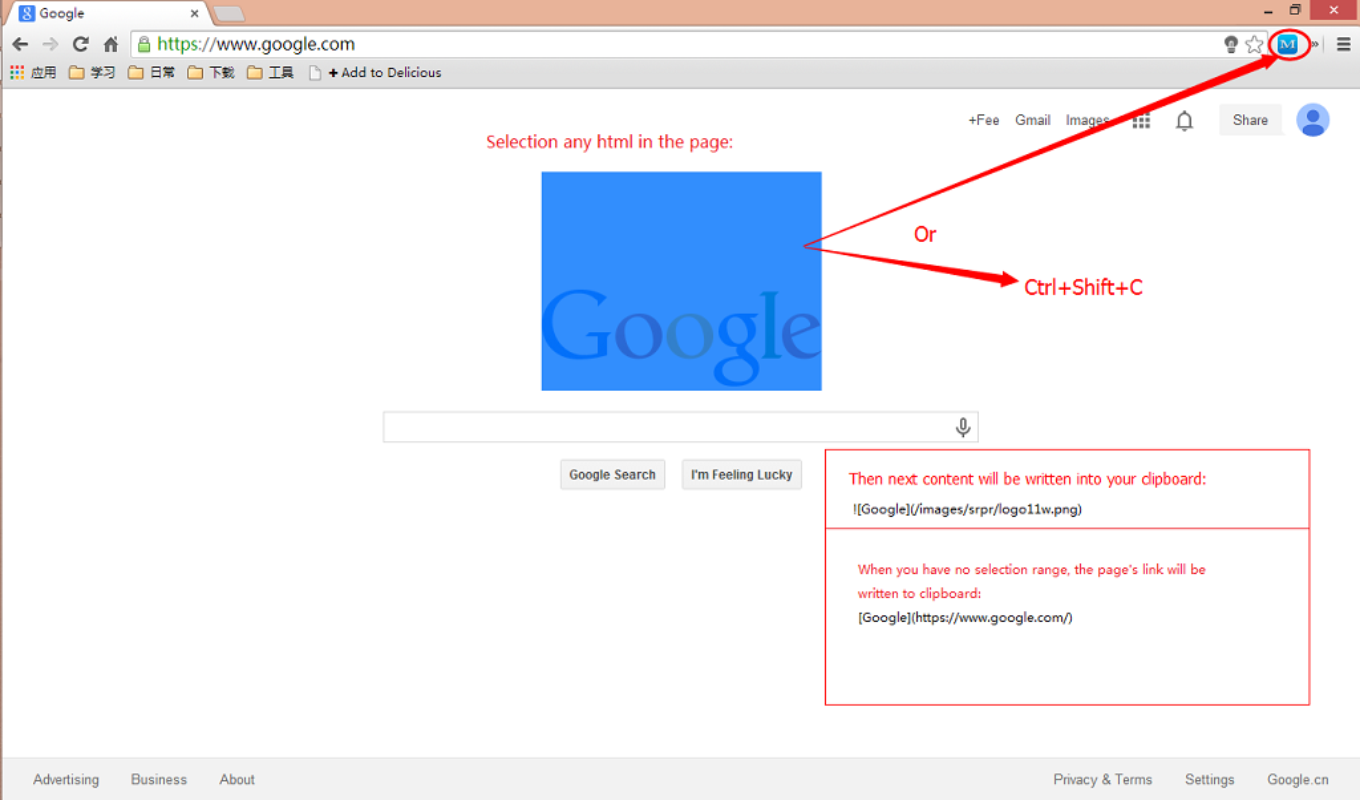 Google
https://www.google.com
M
应用 学习 日常 下载 工具 + Add to Delicious
+Fee Gmail Images Share
Selection any html in the page:
Or
Ctrl+Shift+C
Google
Google Search I'm Feeling Lucky
Then next content will be written into your clipboard:
![Google](/images/srpr/logo11w.png)
When you have no selection range, the page's link will be
written to clipboard:
[Google](https://www.google.com/)
Advertising Business About Privacy & Terms Settings Google.cn